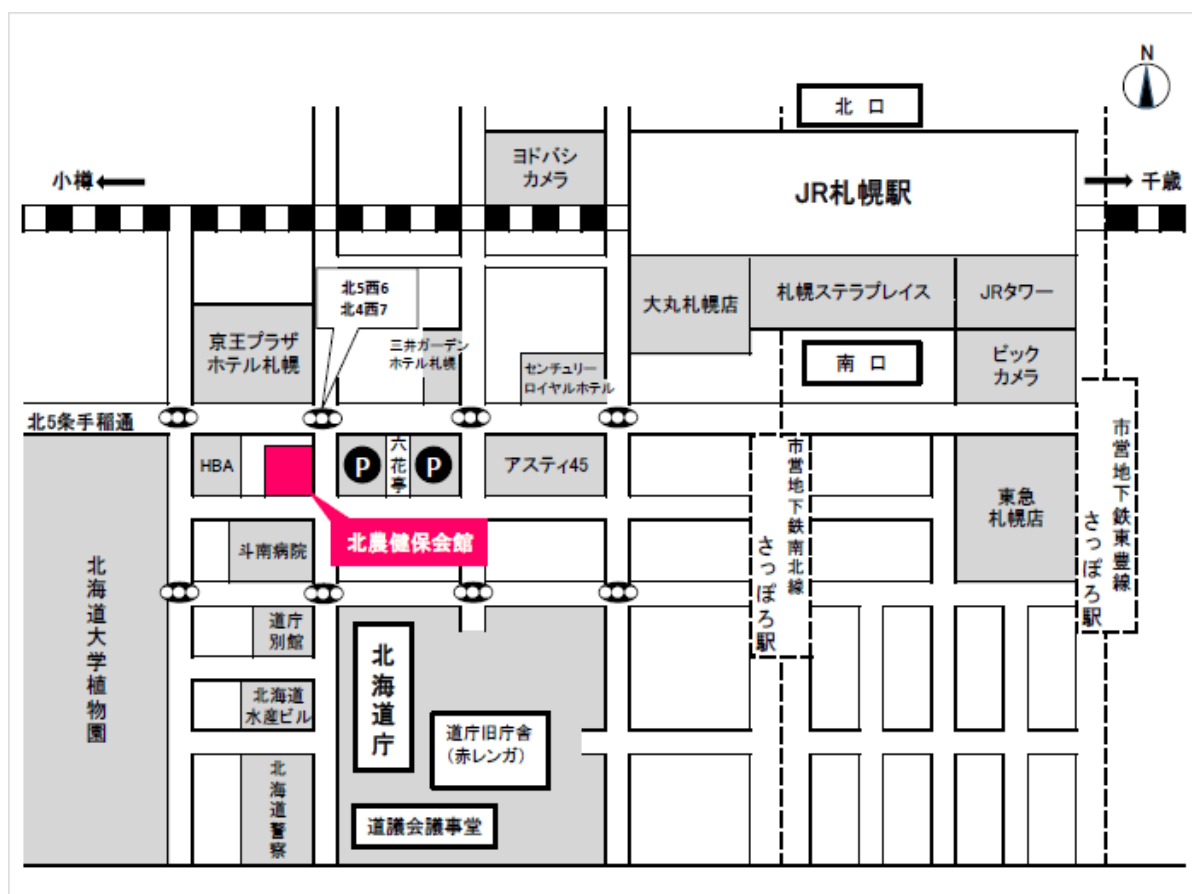 N
北 口
ヨドバシ
カメラ
小樽
JR札幌駅
千歳
北5西6
北4西7
大丸札幌店
札幌ステラプレイス
JRタワー
京王プラザ
ホテル札幌
三井ガーデン
ホテル札幌
センチュリー
ロイヤルホテル
南 口
ビック
カメラ
北5条手稲通
HBA
P
六花亭
P
アスティ45
市営地下鉄南北線
さっぽろ駅
東急
札幌店
市営地下鉄東豊線
さっぽろ駅
北農健保会館
斗南病院
北海道大学植物園
道庁
別館
北海道庁
北海道
水産ビル
道庁旧庁舎
(赤レンガ)
北海道警察
道議会議事堂